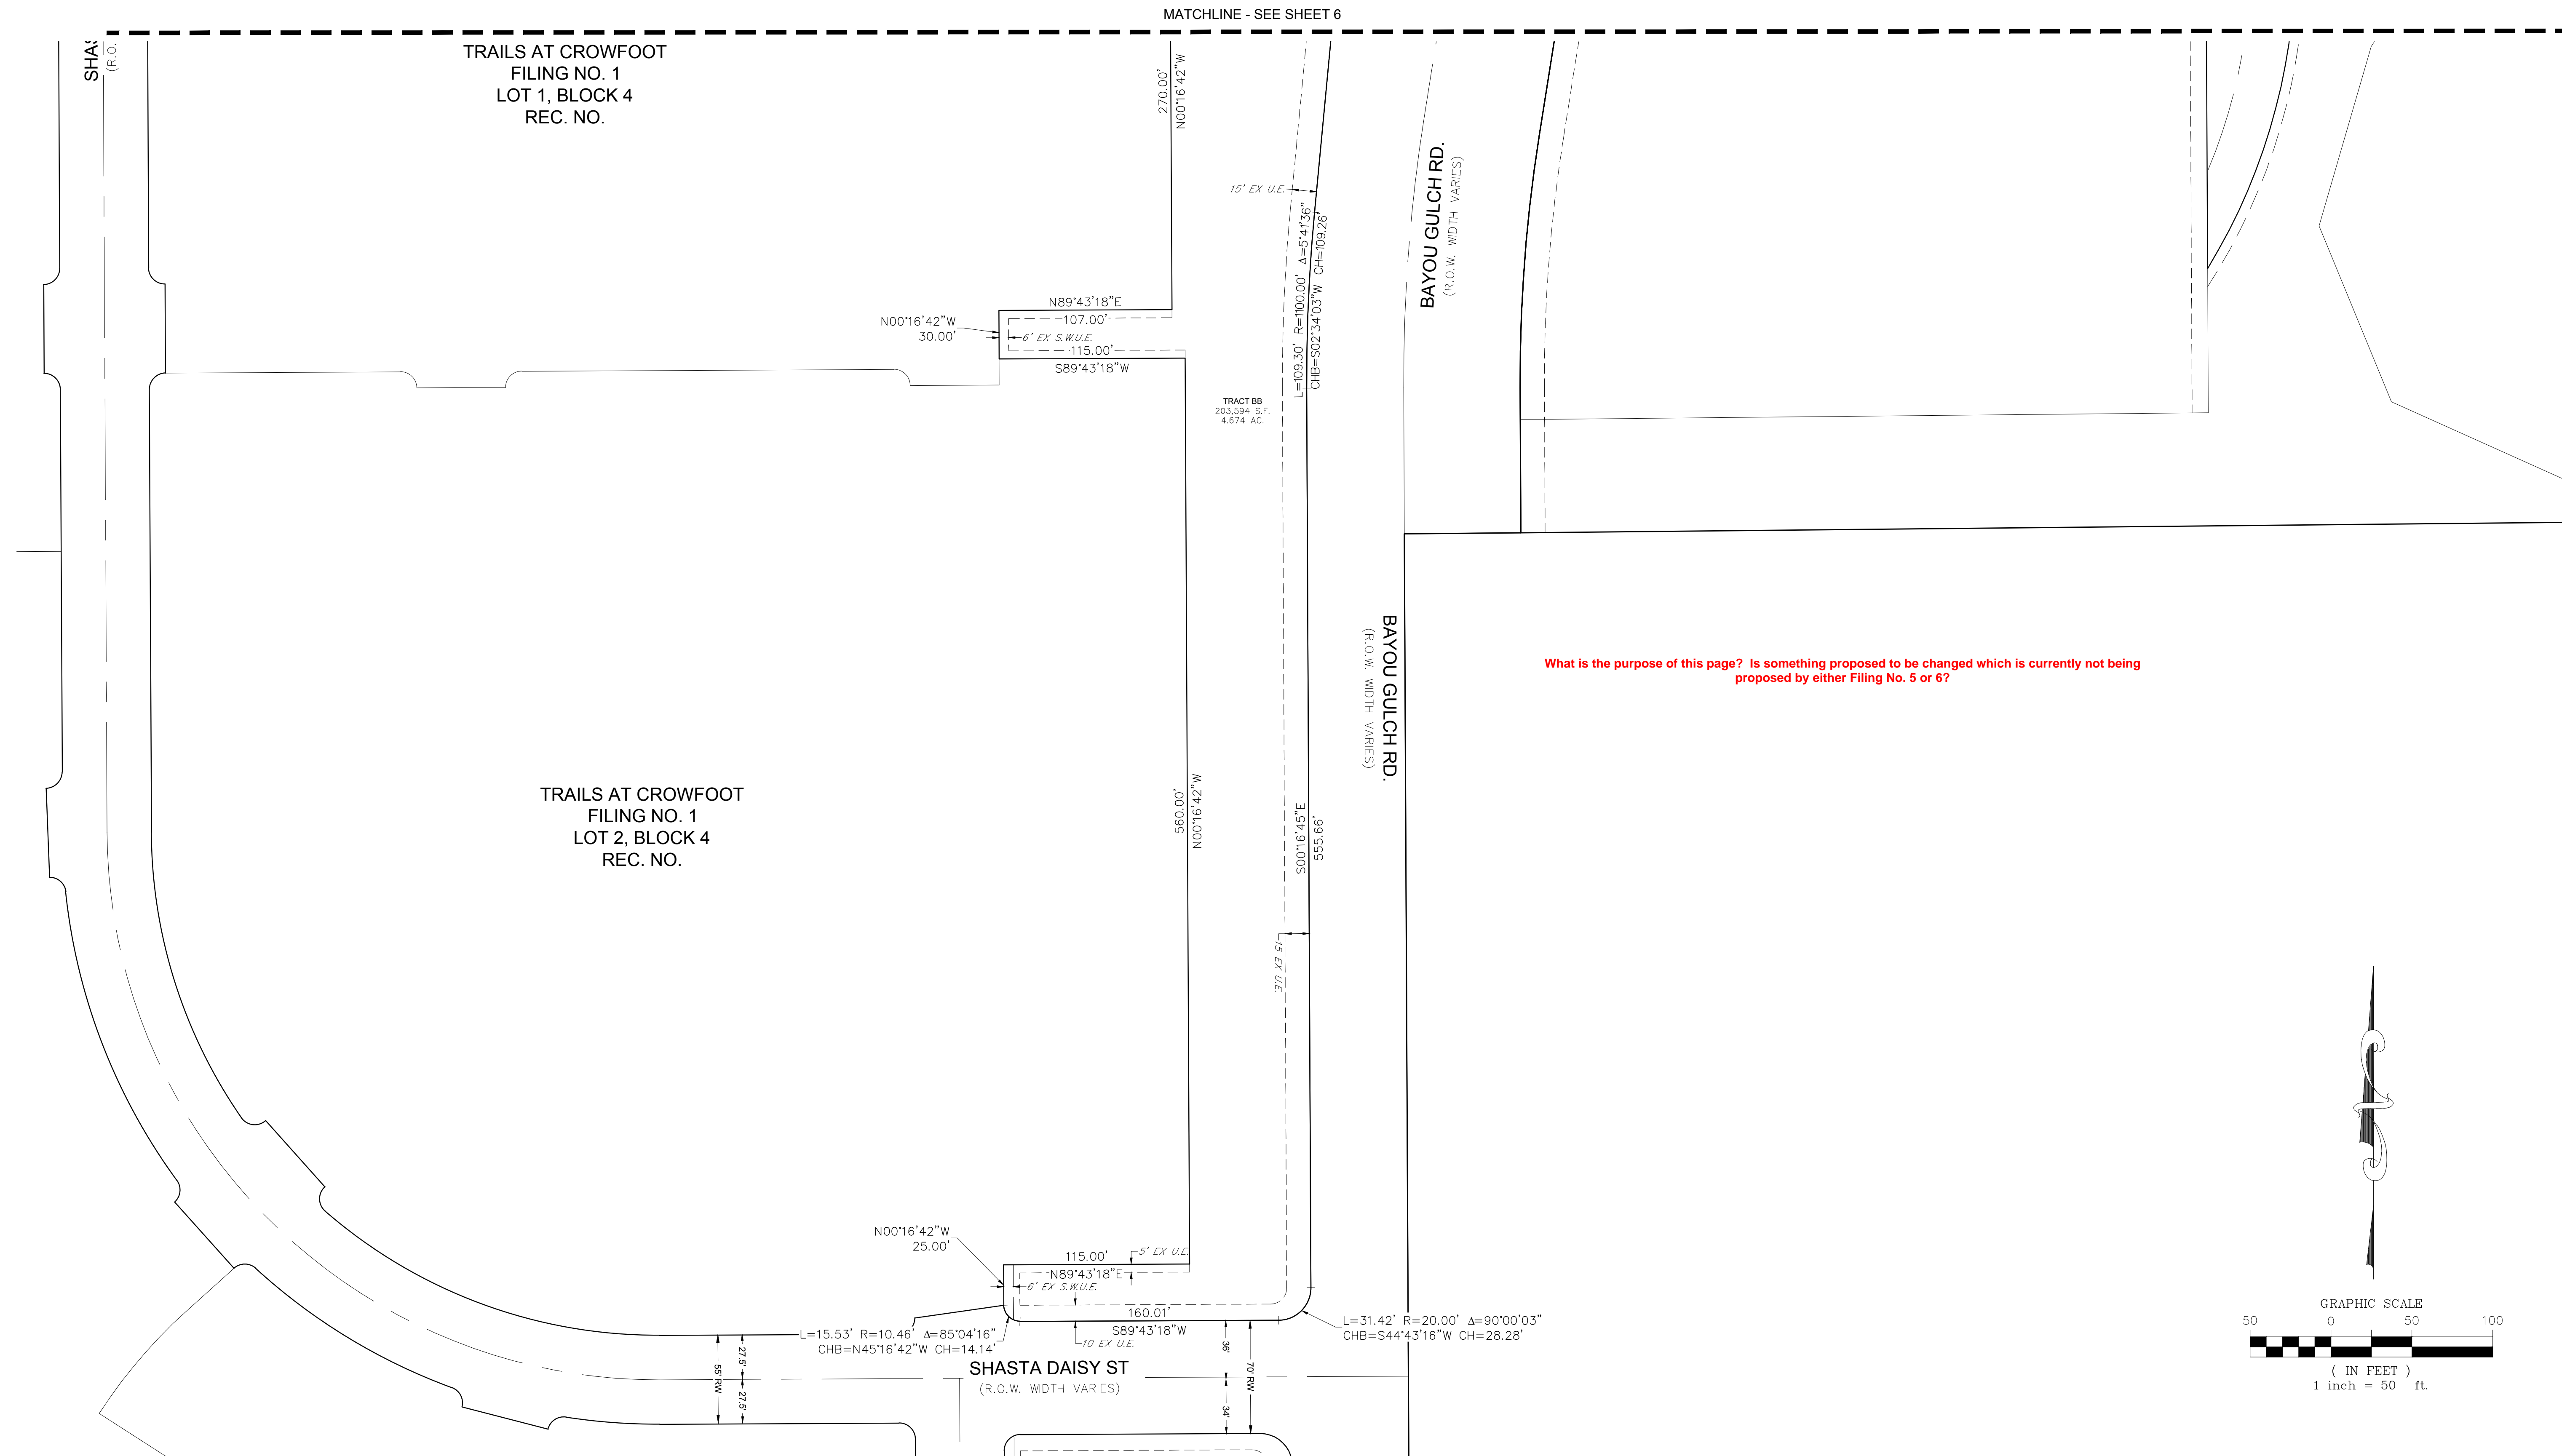 MATCHLINE - SEE SHEET 6
(R.O.
TRAILS AT CROWFOOT
FILING NO. 1
LOT 1, BLOCK 4
REC. NO.
270.00'
N00°16'42"W
15' EX U.E.
BAYOU GULCH RD.
(R.O.W. WIDTH VARIES)
L=109.30' R=1100.00' Δ=5°41'36"
CHB=S02°34'03"W CH=109.26'
N89°43'18"E
107.00'
N00°16'42"W
30.00'
6' EX S.W.U.E.
115.00'
S89°43'18"W
TRACT BB
203,594 S.F.
4.674 AC.
BAYOU GULCH RD.
(R.O.W. WIDTH VARIES)
What is the purpose of this page? Is something proposed to be changed which is currently not being
proposed by either Filing No. 5 or 6?
TRAILS AT CROWFOOT
FILING NO. 1
LOT 2, BLOCK 4
REC. NO.
560.00'
N00°16'42"W
S00°16'45"E
555.66'
15 EX U.E.
N00°16'42"W
25.00'
115.00'
5' EX U.E.
N89°43'18"E
6' EX S.W.U.E.
160.01'
S89°43'18"W
10 EX U.E.
L=15.53' R=10.46' Δ=85°04'16"
CHB=N45°16'42"W CH=14.14'
L=31.42' R=20.00' Δ=90°00'03"
CHB=S44°43'16"W CH=28.28'
SHASTA DAISY ST
(R.O.W. WIDTH VARIES)
55' RW
27.5'
27.5'
36'
70' RW
34'
GRAPHIC SCALE
50 0 50 100
( IN FEET )
1 inch = 50 ft.